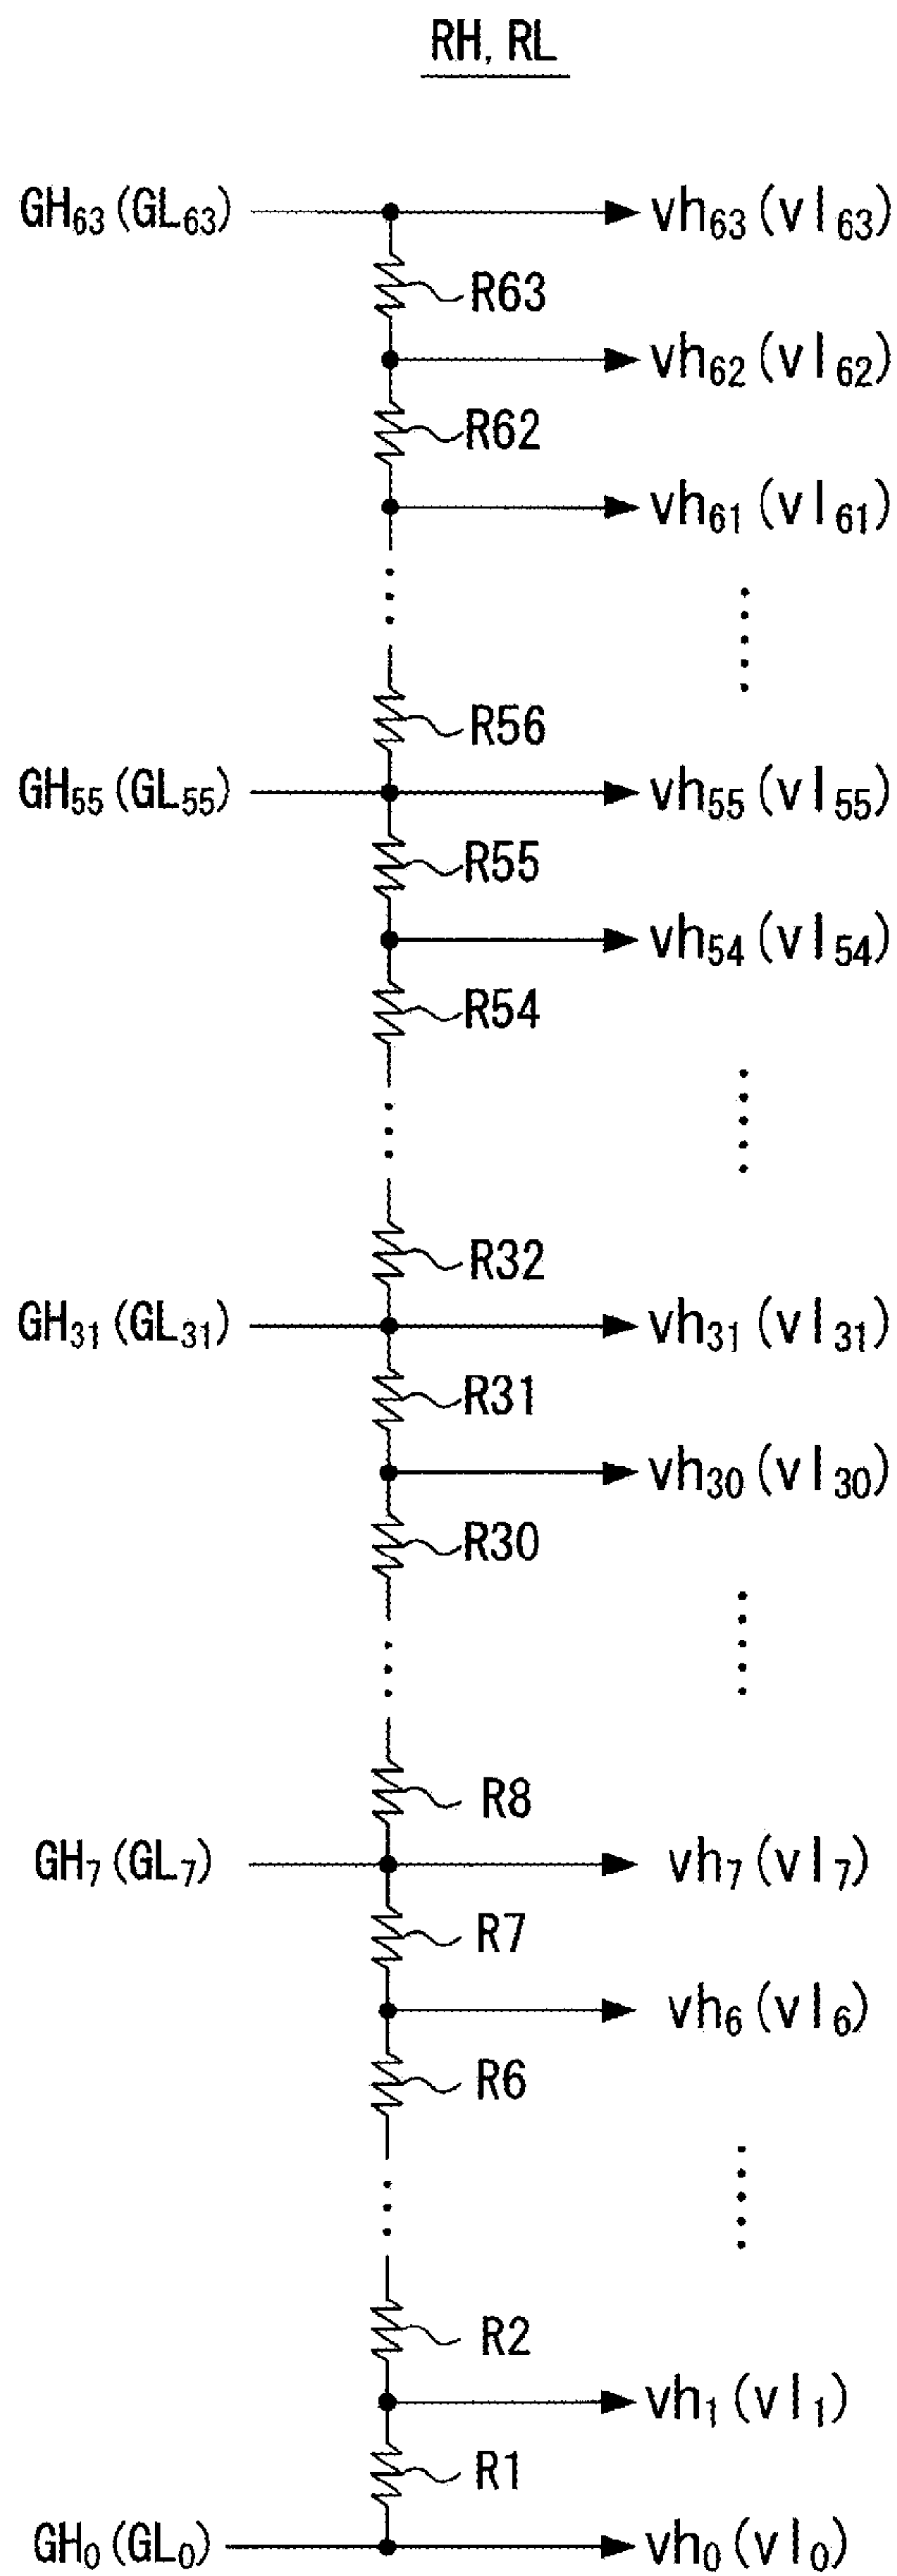 RH, RL
GH63 (GL63) vh63 (vl63)
R63
vh62 (vl62)
R62
vh61 (vl61)
R56
GH55 (GL55) vh55 (vl55)
R55
vh54 (vl54)
R54
R32
GH31 (GL31) vh31 (vl31)
R31
vh30 (vl30)
R30
R8
GH7 (GL7) vh7 (vl7)
R7
vh6 (vl6)
R6
R2
vh1 (vl1)
R1
GH0 (GL0) vh0 (vl0)